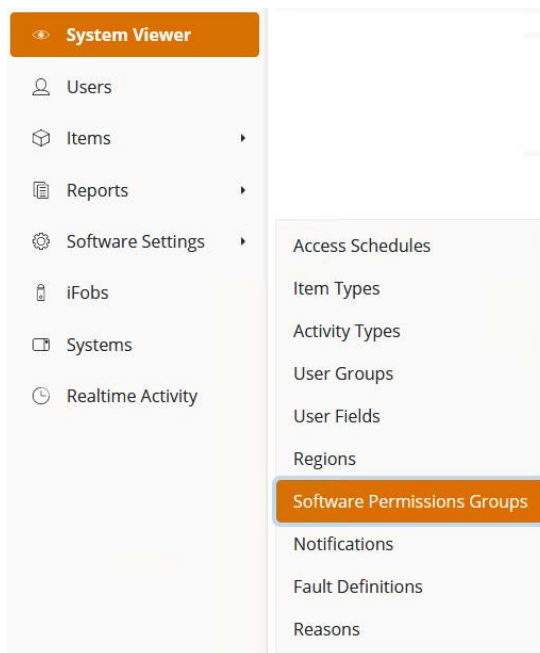 System Viewer
Users
Items
Reports
Software Settings
iFobs
Systems
Realtime Activity
Access Schedules
Item Types
Activity Types
User Groups
User Fields
Regions
Software Permissions Groups
Notifications
Fault Definitions
Reasons